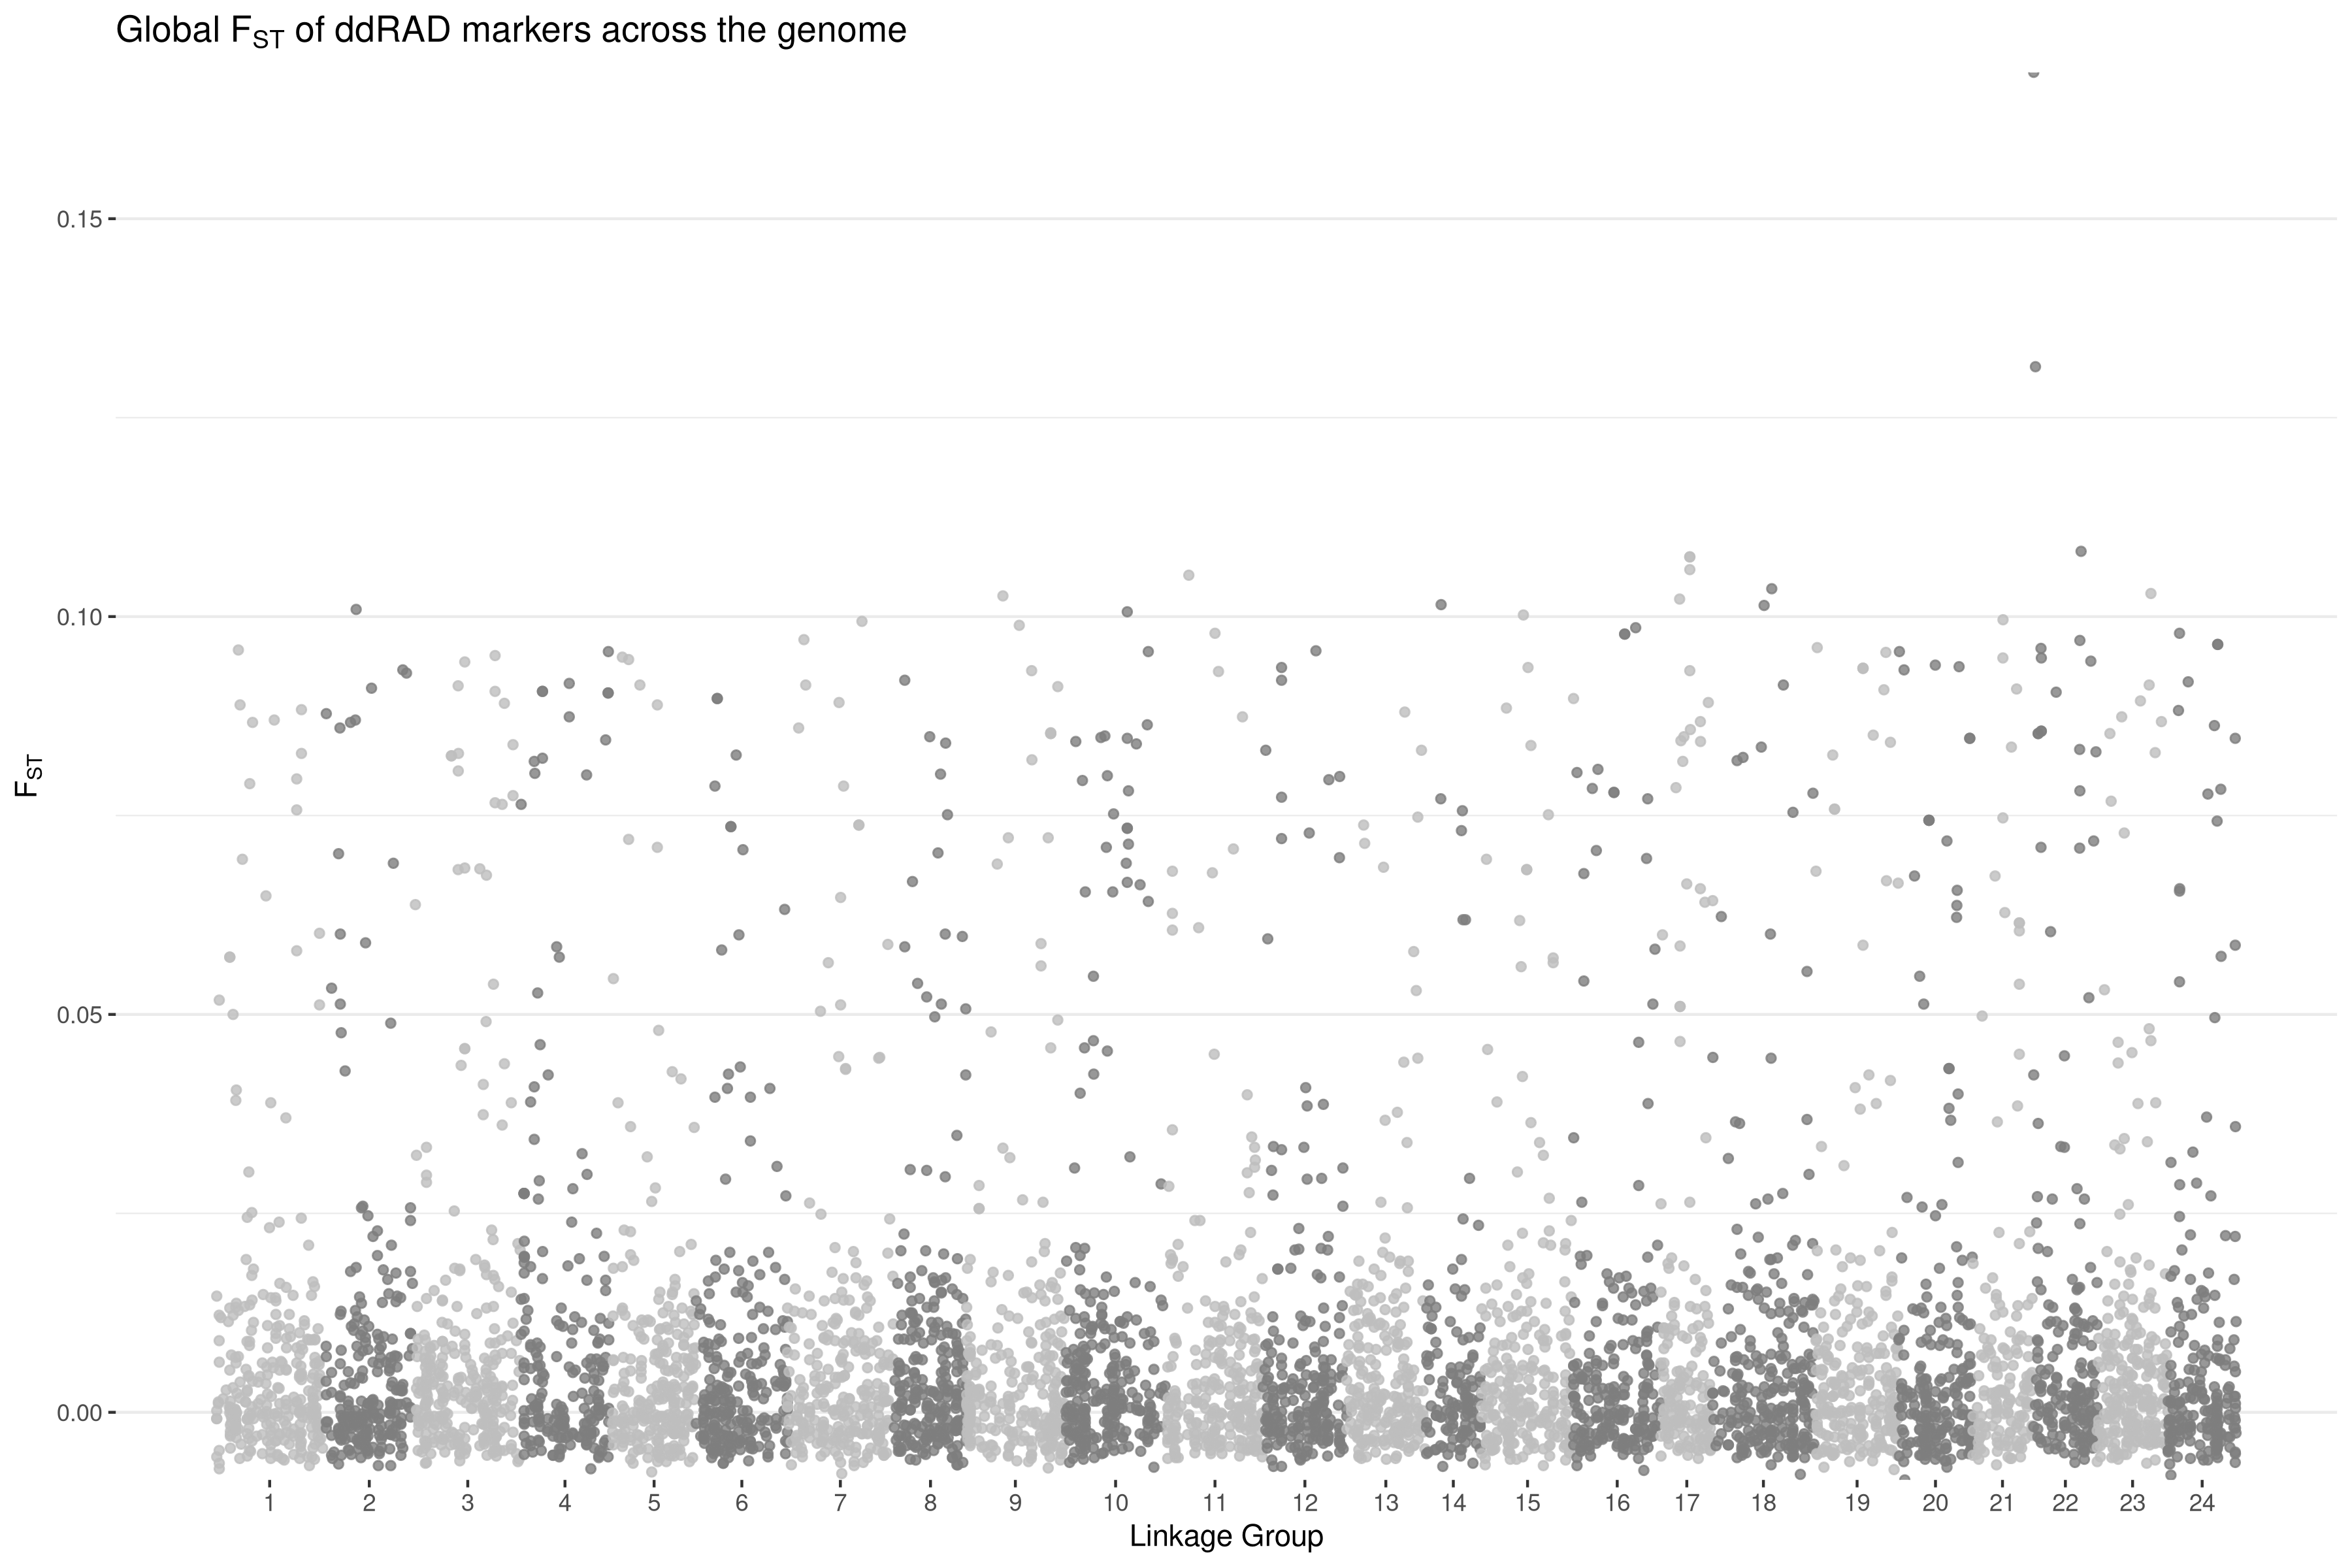 Global FST of ddRAD markers across the genome
0.15
0.10
FST
0.05
0.00
1 2 3 4 5 6 7 8 9 10 11 12 13 14 15 16 17 18 19 20 21 22 23 24
Linkage Group